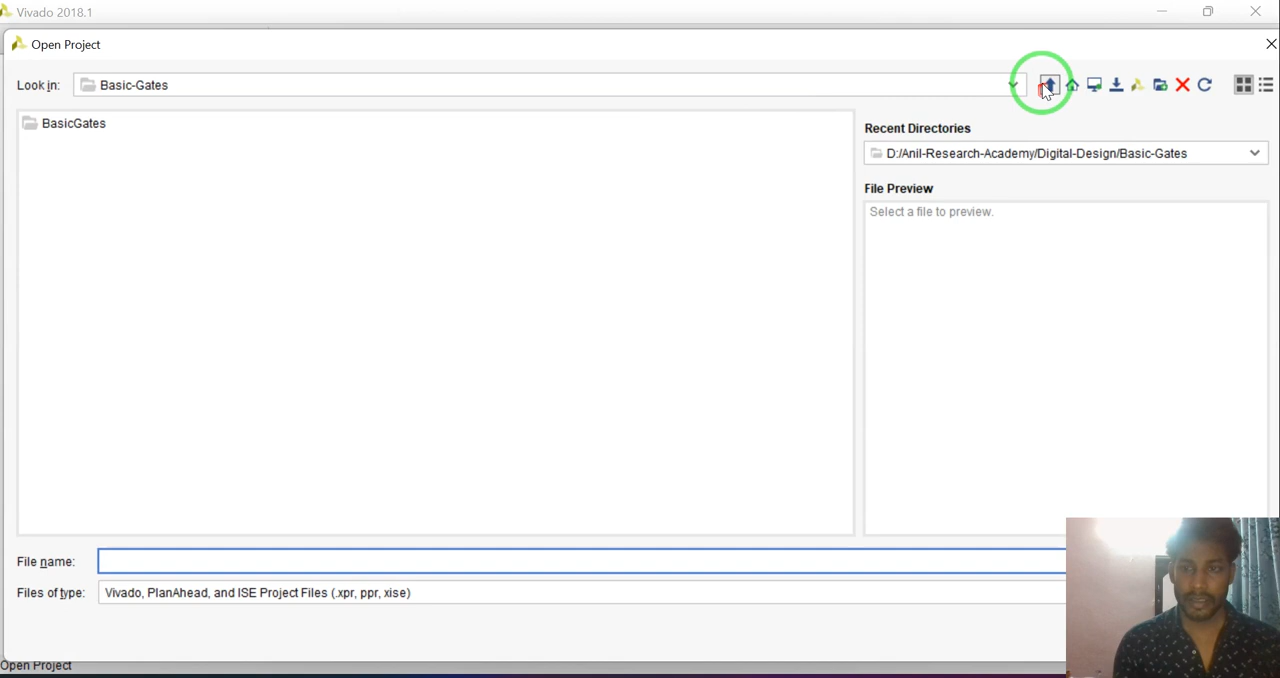 Vivado 2018.1
Open Project
Look in: Basic-Gates
BasicGates
Recent Directories
D:/Anil-Research-Academy/Digital-Design/Basic-Gates
File Preview
Select a file to preview.
File name:
Files of type: Vivado, PlanAhead, and ISE Project Files (.xpr, ppr, xise)
Open Project